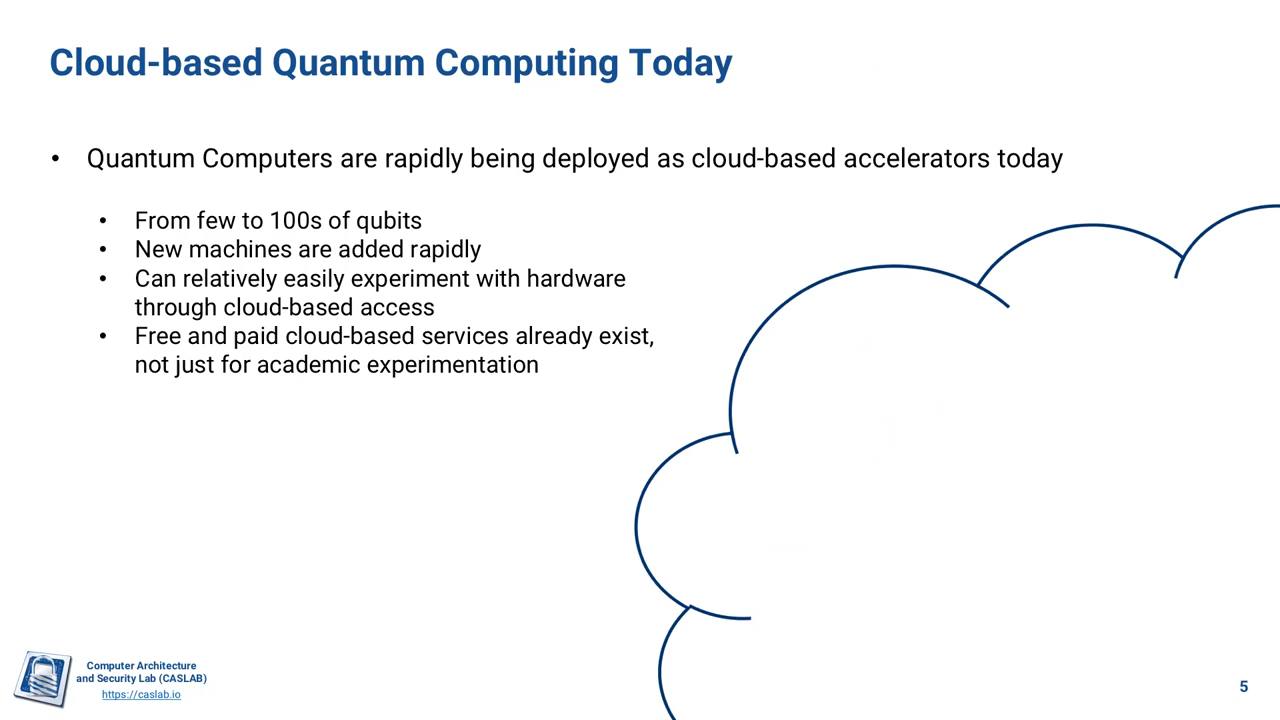 Cloud-based Quantum Computing Today
• Quantum Computers are rapidly being deployed as cloud-based accelerators today
• From few to 100s of qubits
• New machines are added rapidly
• Can relatively easily experiment with hardware
through cloud-based access
• Free and paid cloud-based services already exist,
not just for academic experimentation
Computer Architecture
and Security Lab (CASLAB)
https://caslab.io
5